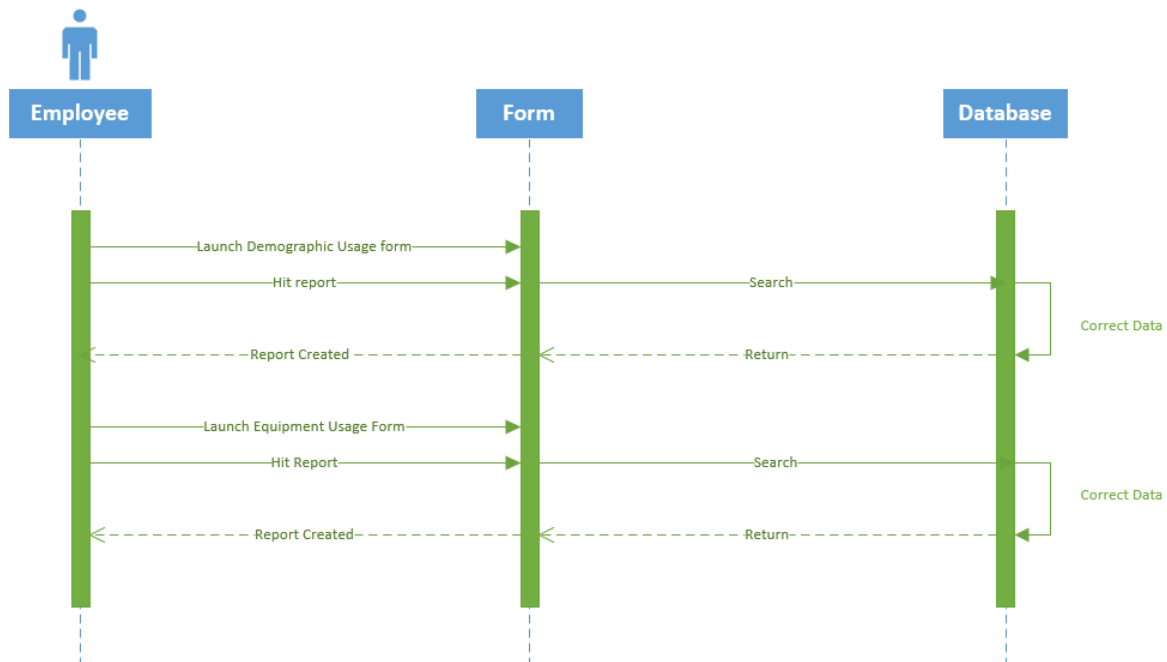 Employee
Form
Database
Launch Demographic Usage form
Hit report
Search
Correct Data
Report Created
Return
Launch Equipment Usage Form
Hit Report
Search
Correct Data
Report Created
Return